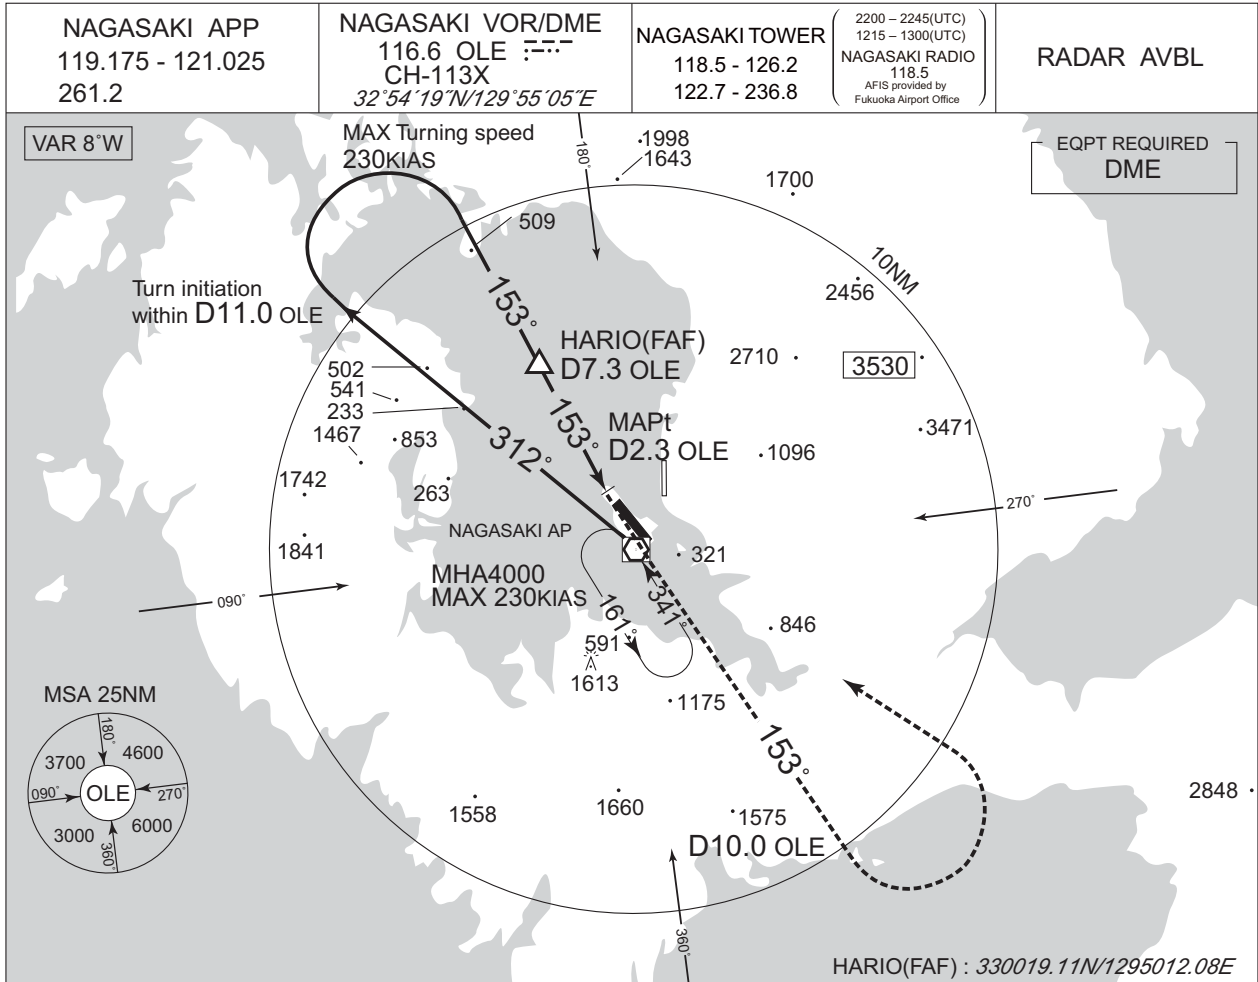 NAGASAKI APP
119.175 - 121.025
261.2
NAGASAKI VOR/DME
116.6 OLE
CH-113X
32°54´19˝N/129°55´05˝E
NAGASAKI TOWER
118.5 - 126.2
122.7 - 236.8
2200 – 2245(UTC)
1215 – 1300(UTC)
NAGASAKI RADIO
118.5
AFIS provided by
Fukuoka Airport Office
RADAR AVBL
VAR 8°W
MAX Turning speed
230KIAS
180°
1998
1643
1700
EQPT REQUIRED
DME
509
10NM
2456
Turn initiation
within D11.0 OLE
153°
HARIO(FAF)
D7.3 OLE
2710
3530
502
541
233
1467
853
153°
MAPt
D2.3 OLE
312°
3471
1096
1742
263
270°
NAGASAKI AP
1841
321
MHA4000
MAX 230KIAS
090°
161°
341°
846
591
1613
1175
MSA 25NM
180°
3700
4600
090°
OLE
270°
3000
6000
360°
153°
2848
1558
1660
1575
D10.0 OLE
360°
HARIO(FAF) : 330019.11N/1295012.08E